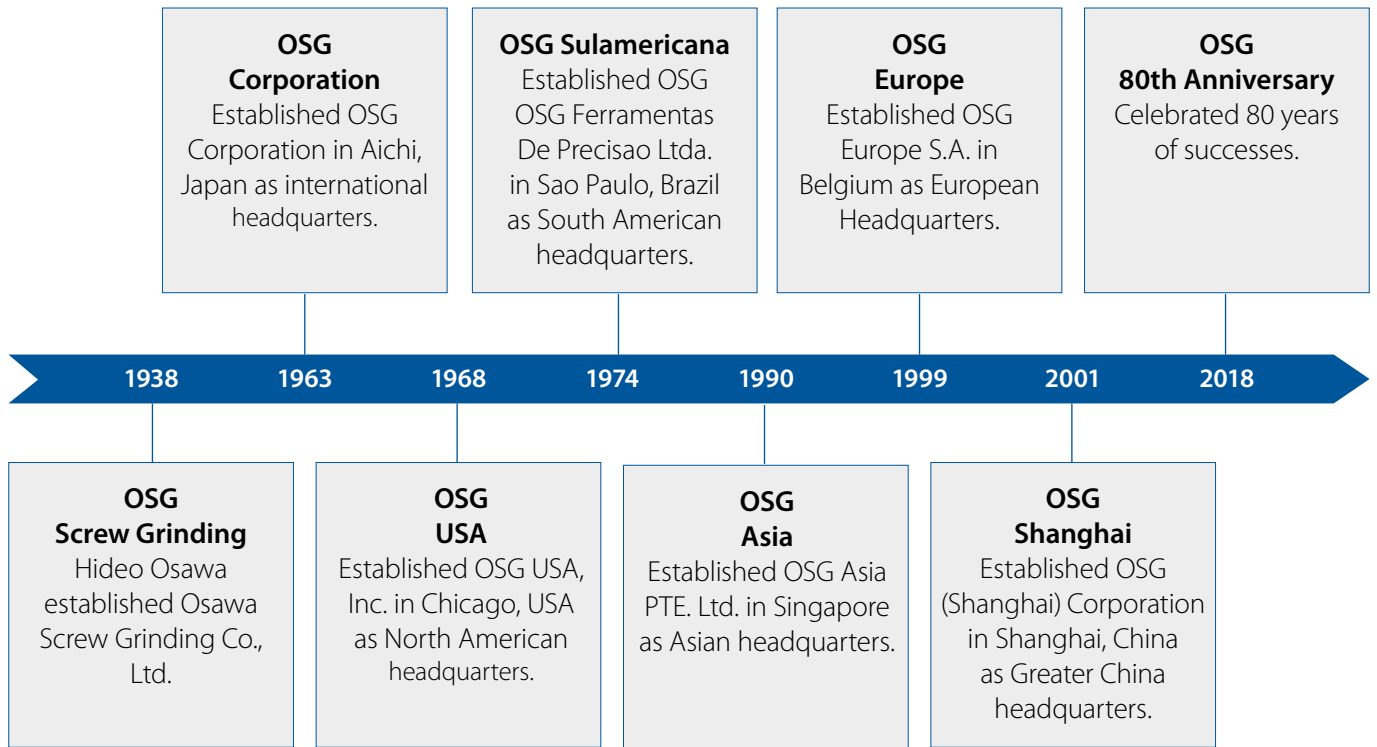 OSG
Corporation
Established OSG
Corporation in Aichi,
Japan as international
headquarters.
OSG Sulamericana
Established OSG
OSG Ferramentas
De Precisao Ltda.
in Sao Paulo, Brazil
as South American
headquarters.
OSG
Europe
Established OSG
Europe S.A. in
Belgium as European
Headquarters.
OSG
80th Anniversary
Celebrated 80 years
of successes.
1938 1963 1968 1974 1990 1999 2001 2018
OSG
Screw Grinding
Hideo Osawa
established Osawa
Screw Grinding Co.,
Ltd.
OSG
USA
Established OSG USA,
Inc. in Chicago, USA
as North American
headquarters.
OSG
Asia
Established OSG Asia
PTE. Ltd. in Singapore
as Asian headquarters.
OSG
Shanghai
Established OSG
(Shanghai) Corporation
in Shanghai, China
as Greater China
headquarters.